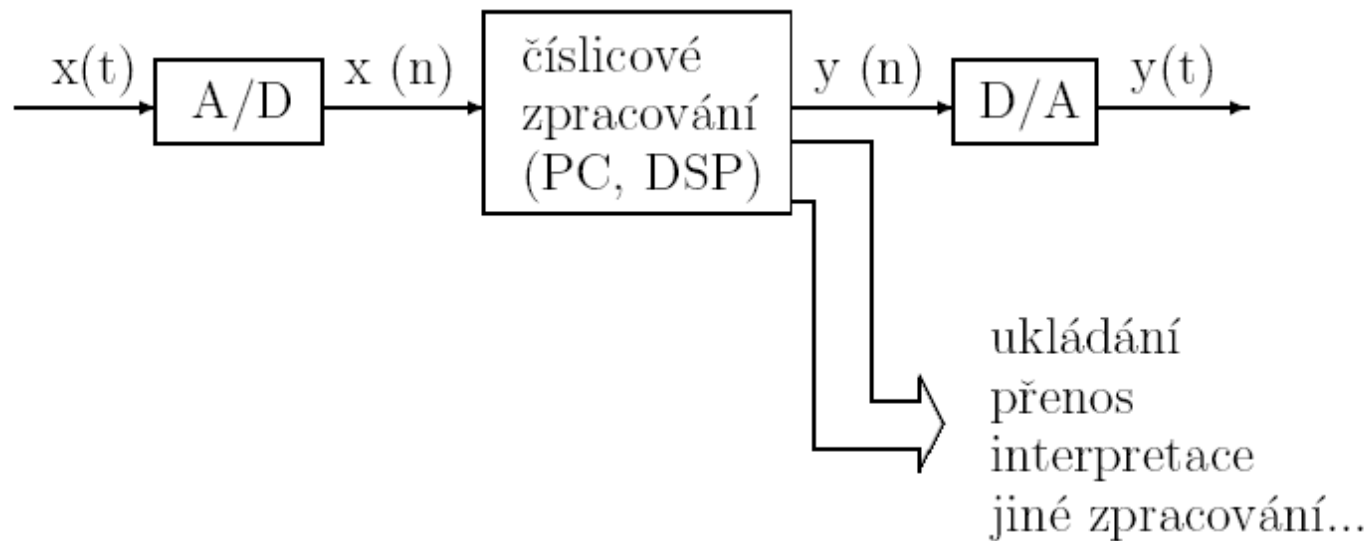 x(t)
A/D
x (n)
číslicové
zpracování
(PC, DSP)
y (n)
D/A
y(t)
ukládání
přenos
interpretace
jiné zpracování...